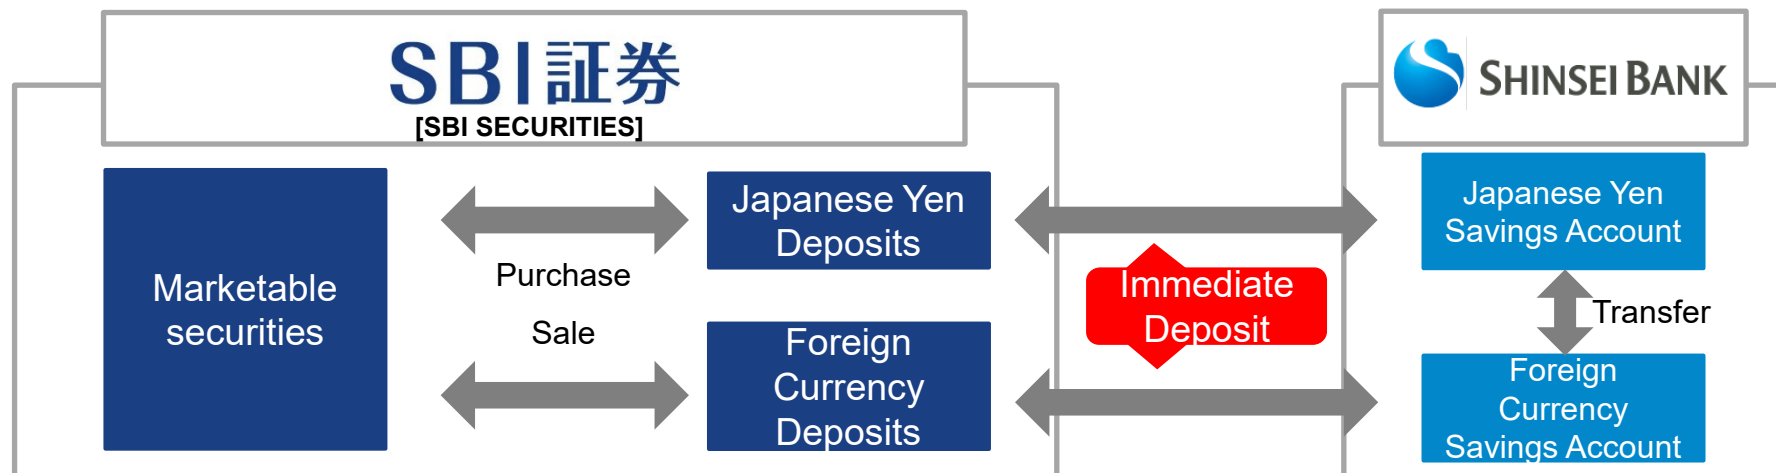 SBI証券
[SBI SECURITIES]
SHINSEI BANK
Marketable
securities
Purchase
Sale
Japanese Yen
Deposits
Foreign
Currency
Deposits
Immediate
Deposit
Japanese Yen
Savings Account
Transfer
Foreign
Currency
Savings Account